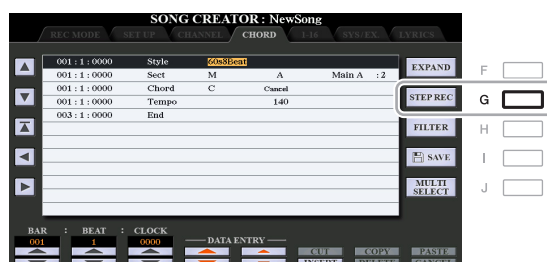 SONG CREATOR : NewSong
REC MODE SET UP CHANNEL CHORD 1-16 SYS/EX. LYRICS
001 : 1 : 0000 Style 60s8Beat
001 : 1 : 0000 Sect M A Main A : 2
001 : 1 : 0000 Chord C Cancel
001 : 1 : 0000 Tempo 140
003 : 1 : 0000 End
EXPAND F
STEP REC G
FILTER H
SAVE I
MULTI SELECT J
BAR : BEAT : CLOCK
001 1 0000 DATA ENTRY
CUT COPY PASTE
INSERT DELETE CANCEL